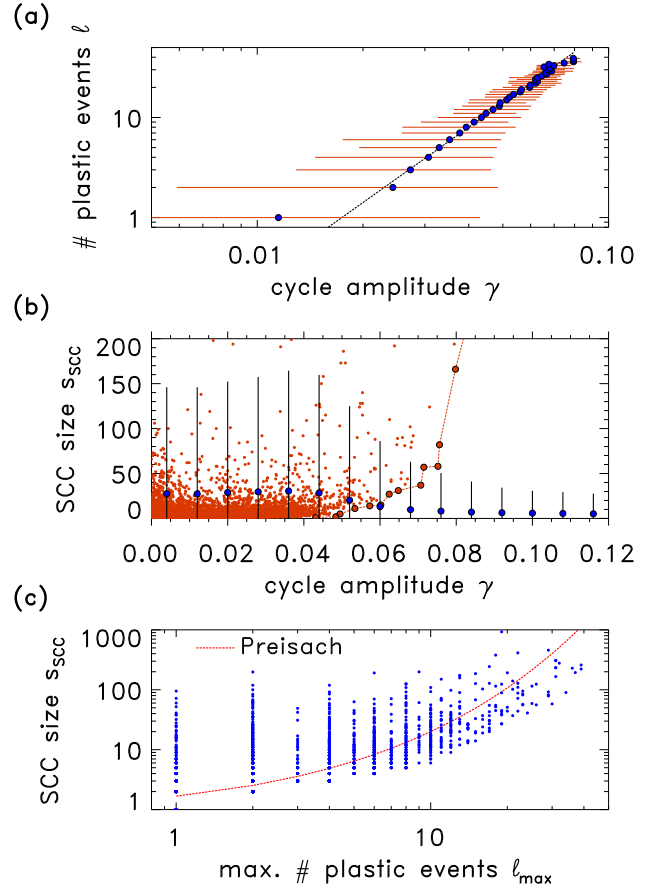 (a)
# plastic events ℓ
10
1
0.01
0.10
cycle amplitude γ
(b)
SCC size s_SCC
200
150
100
50
0
0.00 0.02 0.04 0.06 0.08 0.10 0.12
cycle amplitude γ
(c)
SCC size s_SCC
1000
100
10
1
Preisach
1
10
max. # plastic events ℓ_max